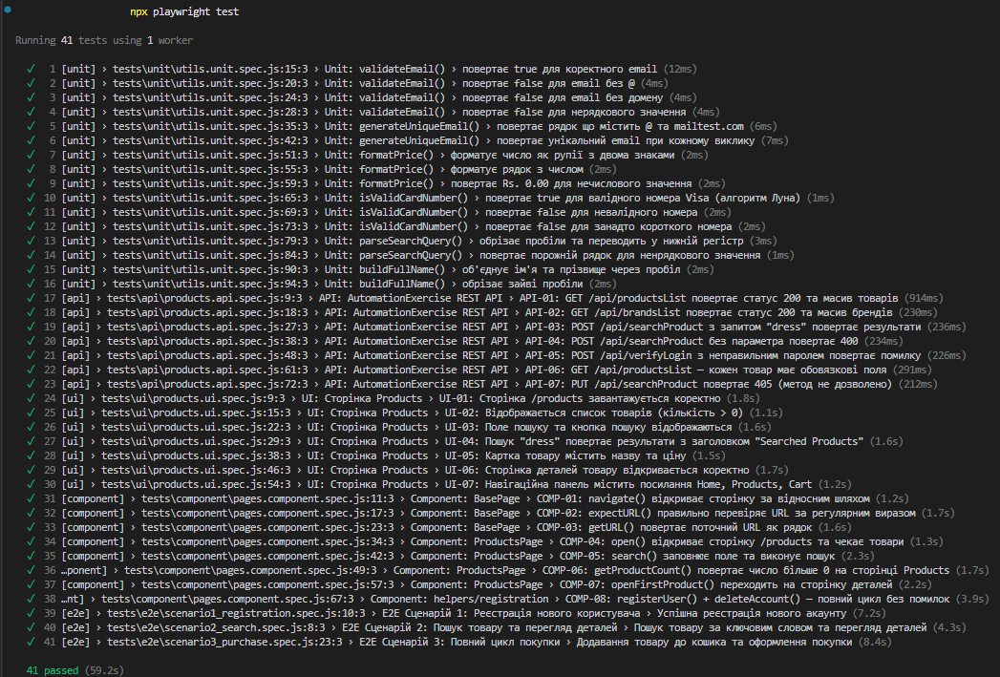 npx playwright test
Running 41 tests using 1 worker
✓ 1 [unit] › tests\unit\utils.unit.spec.js:15:3 › Unit: validateEmail() › повертає true для коректного email (12ms)
✓ 2 [unit] › tests\unit\utils.unit.spec.js:20:3 › Unit: validateEmail() › повертає false для email без @ (4ms)
✓ 3 [unit] › tests\unit\utils.unit.spec.js:24:3 › Unit: validateEmail() › повертає false для email без домену (4ms)
✓ 4 [unit] › tests\unit\utils.unit.spec.js:28:3 › Unit: validateEmail() › повертає false для нерядкового значення (4ms)
✓ 5 [unit] › tests\unit\utils.unit.spec.js:35:3 › Unit: generateUniqueEmail() › повертає рядок що містить @ та mailtest.com (6ms)
✓ 6 [unit] › tests\unit\utils.unit.spec.js:42:3 › Unit: generateUniqueEmail() › повертає унікальний email при кожному виклику (7ms)
✓ 7 [unit] › tests\unit\utils.unit.spec.js:51:3 › Unit: formatPrice() › форматує число як рупії з двома знаками (2ms)
✓ 8 [unit] › tests\unit\utils.unit.spec.js:55:3 › Unit: formatPrice() › форматує рядок з числом (2ms)
✓ 9 [unit] › tests\unit\utils.unit.spec.js:59:3 › Unit: formatPrice() › повертає Rs. 0.00 для нечислового значення (2ms)
✓ 10 [unit] › tests\unit\utils.unit.spec.js:65:3 › Unit: isValidCardNumber() › повертає true для валідного номера Visa (алгоритм Луна) (1ms)
✓ 11 [unit] › tests\unit\utils.unit.spec.js:69:3 › Unit: isValidCardNumber() › повертає false для невалідного номера (2ms)
✓ 12 [unit] › tests\unit\utils.unit.spec.js:73:3 › Unit: isValidCardNumber() › повертає false для занадто короткого номера (2ms)
✓ 13 [unit] › tests\unit\utils.unit.spec.js:79:3 › Unit: parseSearchQuery() › обрізає пробіли та переводить у нижній регістр (3ms)
✓ 14 [unit] › tests\unit\utils.unit.spec.js:84:3 › Unit: parseSearchQuery() › повертає порожній рядок для ненрядкового значення (1ms)
✓ 15 [unit] › tests\unit\utils.unit.spec.js:90:3 › Unit: buildFullName() › об'єднує ім'я та прізвище через пробіл (2ms)
✓ 16 [unit] › tests\unit\utils.unit.spec.js:94:3 › Unit: buildFullName() › обрізає зайві пробіли (2ms)
✓ 17 [api] › tests\api\products.api.spec.js:9:3 › API: AutomationExercise REST API › API-01: GET /api/productsList повертає статус 200 та масив товарів (914ms)
✓ 18 [api] › tests\api\products.api.spec.js:18:3 › API: AutomationExercise REST API › API-02: GET /api/brandsList повертає статус 200 та масив брендів (230ms)
✓ 19 [api] › tests\api\products.api.spec.js:27:3 › API: AutomationExercise REST API › API-03: POST /api/searchProduct з запитом "dress" повертає результати (236ms)
✓ 20 [api] › tests\api\products.api.spec.js:38:3 › API: AutomationExercise REST API › API-04: POST /api/searchProduct без параметра повертає 400 (234ms)
✓ 21 [api] › tests\api\products.api.spec.js:48:3 › API: AutomationExercise REST API › API-05: POST /api/verifyLogin з неправильним паролем повертає помилку (226ms)
✓ 22 [api] › tests\api\products.api.spec.js:61:3 › API: AutomationExercise REST API › API-06: GET /api/productsList — кожен товар має обовязкові поля (291ms)
✓ 23 [api] › tests\api\products.api.spec.js:72:3 › API: AutomationExercise REST API › API-07: PUT /api/searchProduct повертає 405 (метод не дозволено) (212ms)
✓ 24 [ui] › tests\ui\products.ui.spec.js:9:3 › UI: Сторінка Products › UI-01: Сторінка /products завантажується коректно (1.8s)
✓ 25 [ui] › tests\ui\products.ui.spec.js:15:3 › UI: Сторінка Products › UI-02: Відображається список товарів (кількість > 0) (1.1s)
✓ 26 [ui] › tests\ui\products.ui.spec.js:22:3 › UI: Сторінка Products › UI-03: Поле пошуку та кнопка пошуку відображаються (1.6s)
✓ 27 [ui] › tests\ui\products.ui.spec.js:29:3 › UI: Сторінка Products › UI-04: Пошук "dress" повертає результати з заголовком "Searched Products" (1.6s)
✓ 28 [ui] › tests\ui\products.ui.spec.js:38:3 › UI: Сторінка Products › UI-05: Картка товару містить назву та ціну (1.5s)
✓ 29 [ui] › tests\ui\products.ui.spec.js:46:3 › UI: Сторінка Products › UI-06: Сторінка деталей товару відкривається коректно (1.7s)
✓ 30 [ui] › tests\ui\products.ui.spec.js:54:3 › UI: Сторінка Products › UI-07: Навігаційна панель містить посилання Home, Products, Cart (1.2s)
✓ 31 [component] › tests\component\pages.component.spec.js:11:3 › Component: BasePage › COMP-01: navigate() відкриває сторінку за відносним шляхом (1.2s)
✓ 32 [component] › tests\component\pages.component.spec.js:17:3 › Component: BasePage › COMP-02: expectURL() правильно перевіряє URL за регулярним виразом (1.7s)
✓ 33 [component] › tests\component\pages.component.spec.js:23:3 › Component: BasePage › COMP-03: getURL() повертає поточний URL як рядок (1.6s)
✓ 34 [component] › tests\component\pages.component.spec.js:34:3 › Component: ProductsPage › COMP-04: open() відкриває сторінку /products та чекає товари (1.3s)
✓ 35 [component] › tests\component\pages.component.spec.js:42:3 › Component: ProductsPage › COMP-05: search() заповнює поле та виконує пошук (2.3s)
✓ 36 …ponent] › tests\component\pages.component.spec.js:49:3 › Component: ProductsPage › COMP-06: getProductCount() повертає число більше 0 на сторінці Products (1.7s)
✓ 37 [component] › tests\component\pages.component.spec.js:57:3 › Component: ProductsPage › COMP-07: openFirstProduct() переходить на сторінку деталей (2.2s)
✓ 38 …nt] › tests\component\pages.component.spec.js:67:3 › Component: helpers/registration › COMP-08: registerUser() + deleteAccount() — повний цикл без помилок (3.9s)
✓ 39 [e2e] › tests\e2e\scenario1_registration.spec.js:10:3 › E2E Сценарій 1: Реєстрація нового користувача › Успішна реєстрація нового акаунту (7.2s)
✓ 40 [e2e] › tests\e2e\scenario2_search.spec.js:8:3 › E2E Сценарій 2: Пошук товару та перегляд деталей › Пошук товару за ключовим словом та перегляд деталей (4.3s)
✓ 41 [e2e] › tests\e2e\scenario3_purchase.spec.js:23:3 › E2E Сценарій 3: Повний цикл покупки › Додавання товару до кошика та оформлення покупки (8.4s)
41 passed (59.2s)